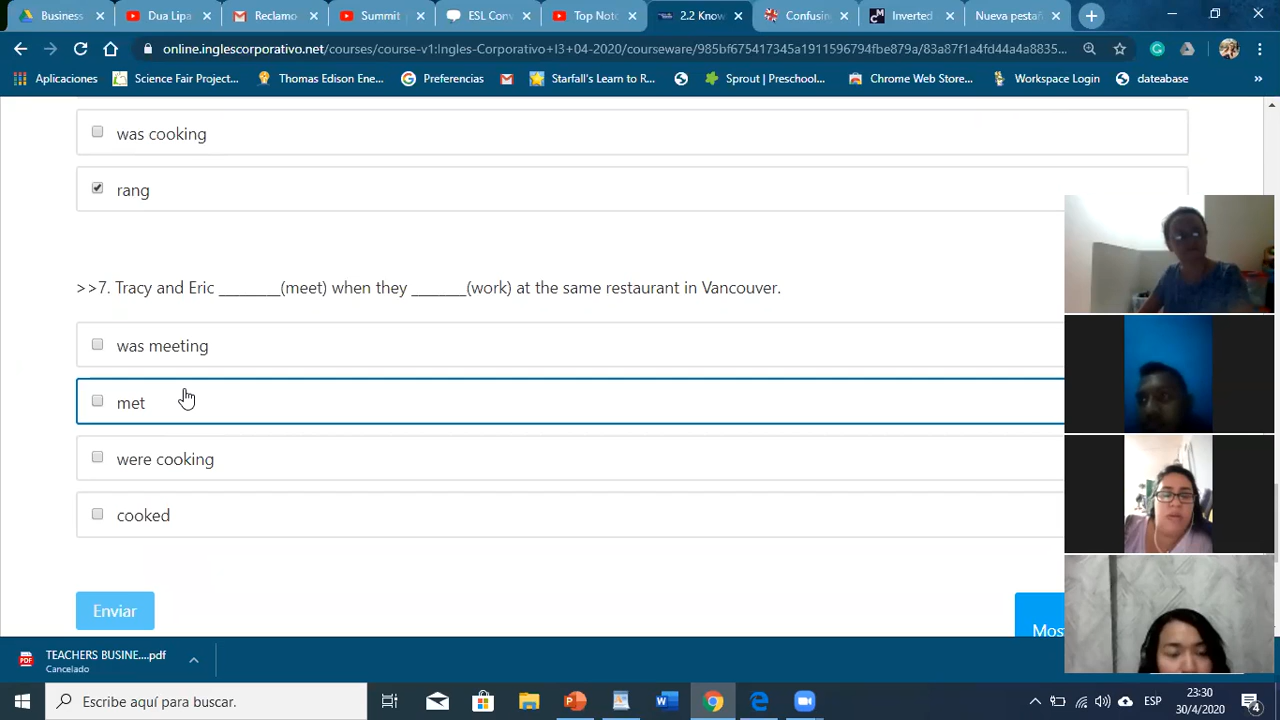 Business
Dua Lipa
Reclamo
Summit
ESL Con
Top Note
2.2 Know
Confusin
Inverted
Nueva pestañ
online.inglescorporativo.net/courses/course-v1:Ingles-Corporativo+I3+04-2020/courseware/985bf675417345a1911596794fbe879a/83a87f1a4fd44a4a8835...
Aplicaciones
Science Fair Project...
Thomas Edison Ene...
Preferencias
Starfall's Learn to R...
Sprout | Preschool...
Chrome Web Store...
Workspace Login
dateabase
»
was cooking
rang
>>7. Tracy and Eric _________(meet) when they _______(work) at the same restaurant in Vancouver.
was meeting
met
were cooking
cooked
Enviar
Mos
TEACHERS BUSINE....pdf
Cancelado
Escribe aquí para buscar.
ESP
23:30
30/4/2020
4